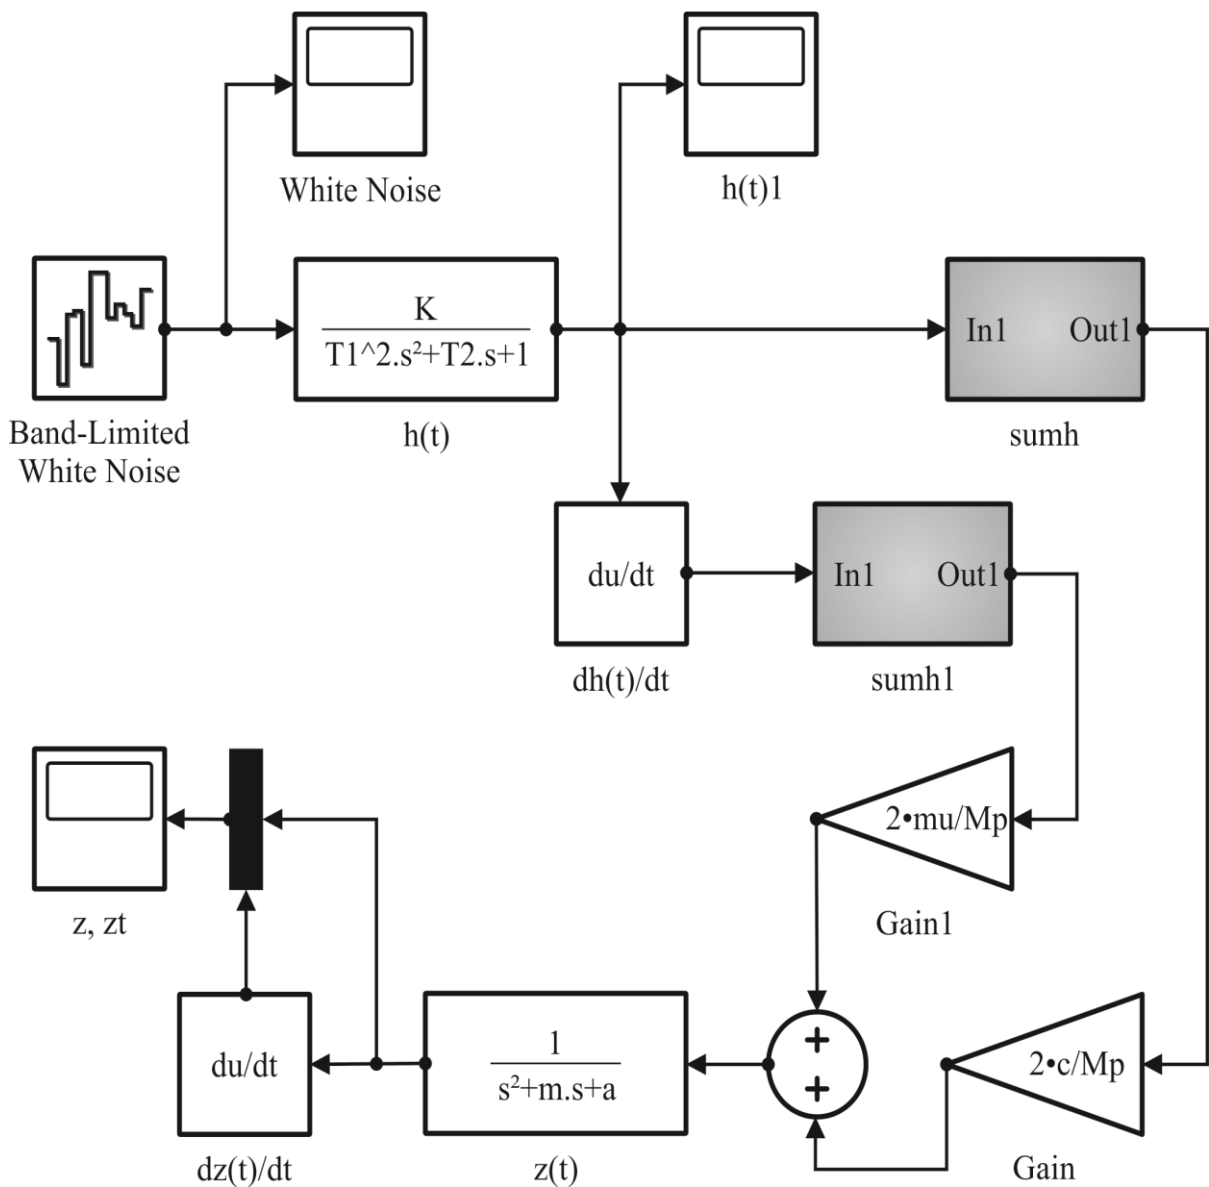 White Noise
h(t)1
K
T1^2.s²+T2.s+1
In1
Out1
Band-Limited
White Noise
h(t)
sumh
du/dt
In1
Out1
dh(t)/dt
sumh1
2•mu/Mp
z, zt
Gain1
+
+
du/dt
1
s²+m.s+a
2•c/Mp
dz(t)/dt
z(t)
Gain